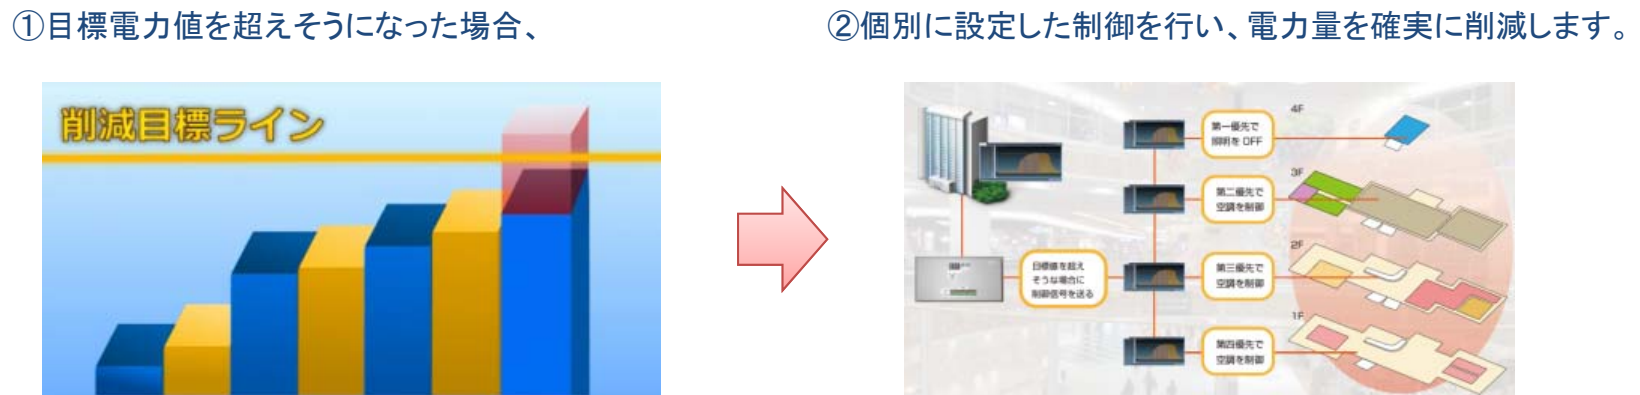 ①目標電力値を超えそうになった場合、
②個別に設定した制御を行い、電力量を確実に削減します。
削減目標ライン
4F
第一優先で
照明を OFF
3F
第二優先で
空調を制御
2F
目標値を超え
そうな場合に
制御信号を送る
第三優先で
空調を制御
1F
第四優先で
空調を制御